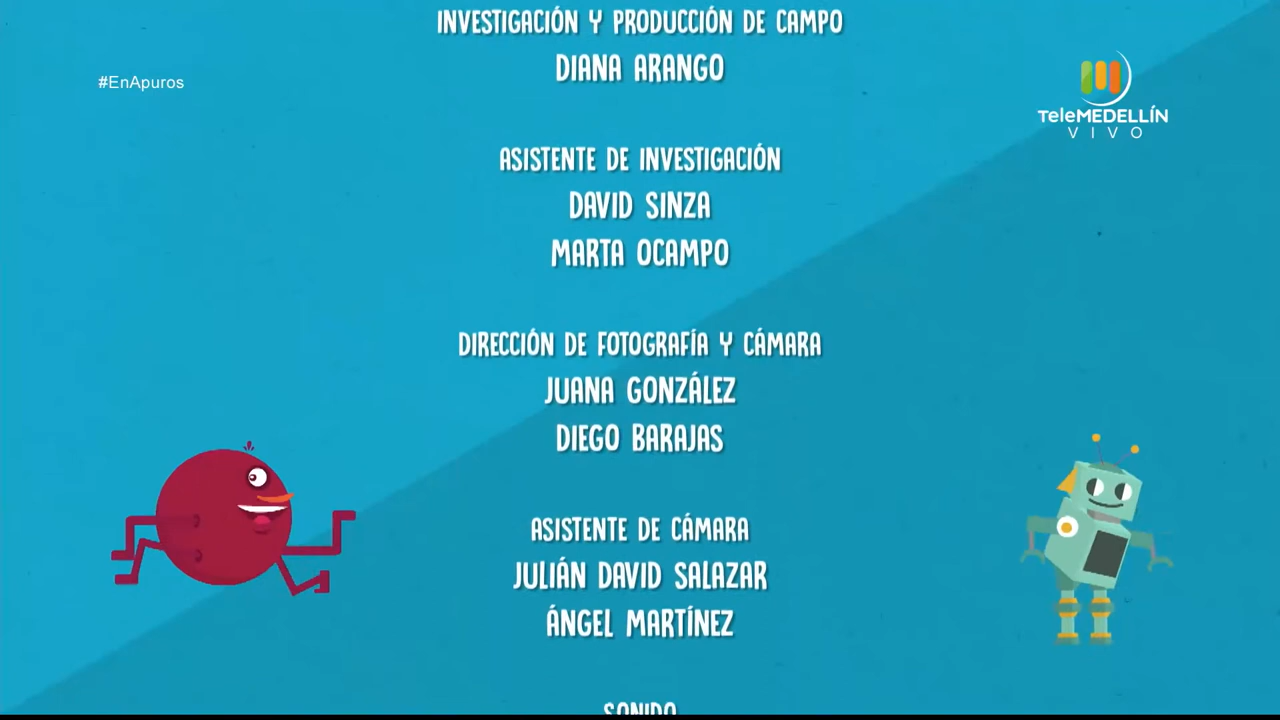 INVESTIGACIÓN Y PRODUCCIÓN DE CAMPO
DIANA ARANGO
#EnApuros
TeleMEDELLÍN
VIVO
ASISTENTE DE INVESTIGACIÓN
DAVID SINZA
MARTA OCAMPO
DIRECCIÓN DE FOTOGRAFÍA Y CÁMARA
JUANA GONZÁLEZ
DIEGO BARAJAS
ASISTENTE DE CÁMARA
JULIÁN DAVID SALAZAR
ÁNGEL MARTÍNEZ
SONIDO